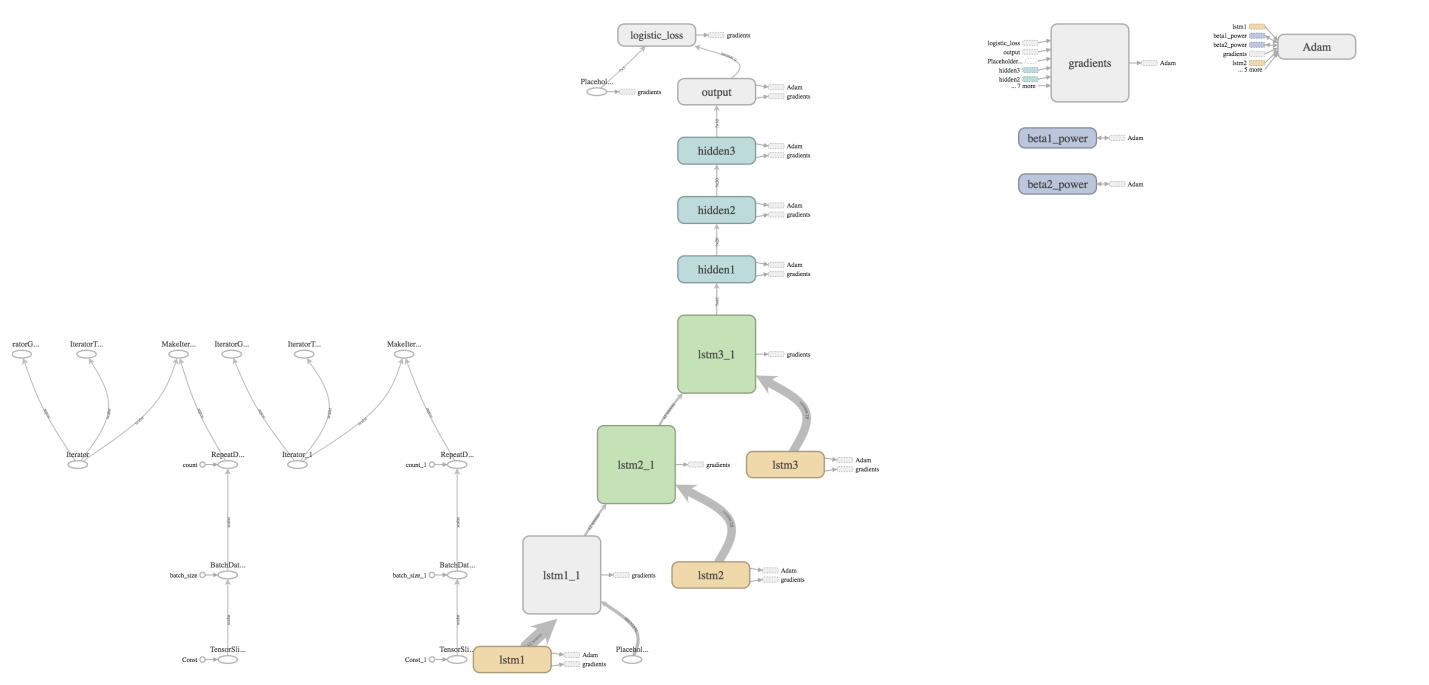 logistic_loss
gradients
Placehol...
gradients
output
Adam
gradients
hidden3
Adam
gradients
hidden2
Adam
gradients
hidden1
Adam
gradients
lstm3_1
gradients
lstm2_1
gradients
lstm3
Adam
gradients
lstm1_1
gradients
lstm2
Adam
gradients
lstm1
Adam
gradients
Placehol...
logistic_loss
output
Placeholder...
hidden3
hidden2
... 7 more
gradients
Adam
lstm1
beta1_power
beta2_power
gradients
lstm2
... 5 more
Adam
beta1_power
Adam
beta2_power
Adam
ratorG...
IteratorT...
MakeIter...
IteratorG...
IteratorT...
MakeIter...
Iterator
count
RepeatD...
Iterator_1
count_1
RepeatD...
batch_size
BatchDat...
batch_size_1
BatchDat...
Const
TensorSli...
Const_1
TensorSli...